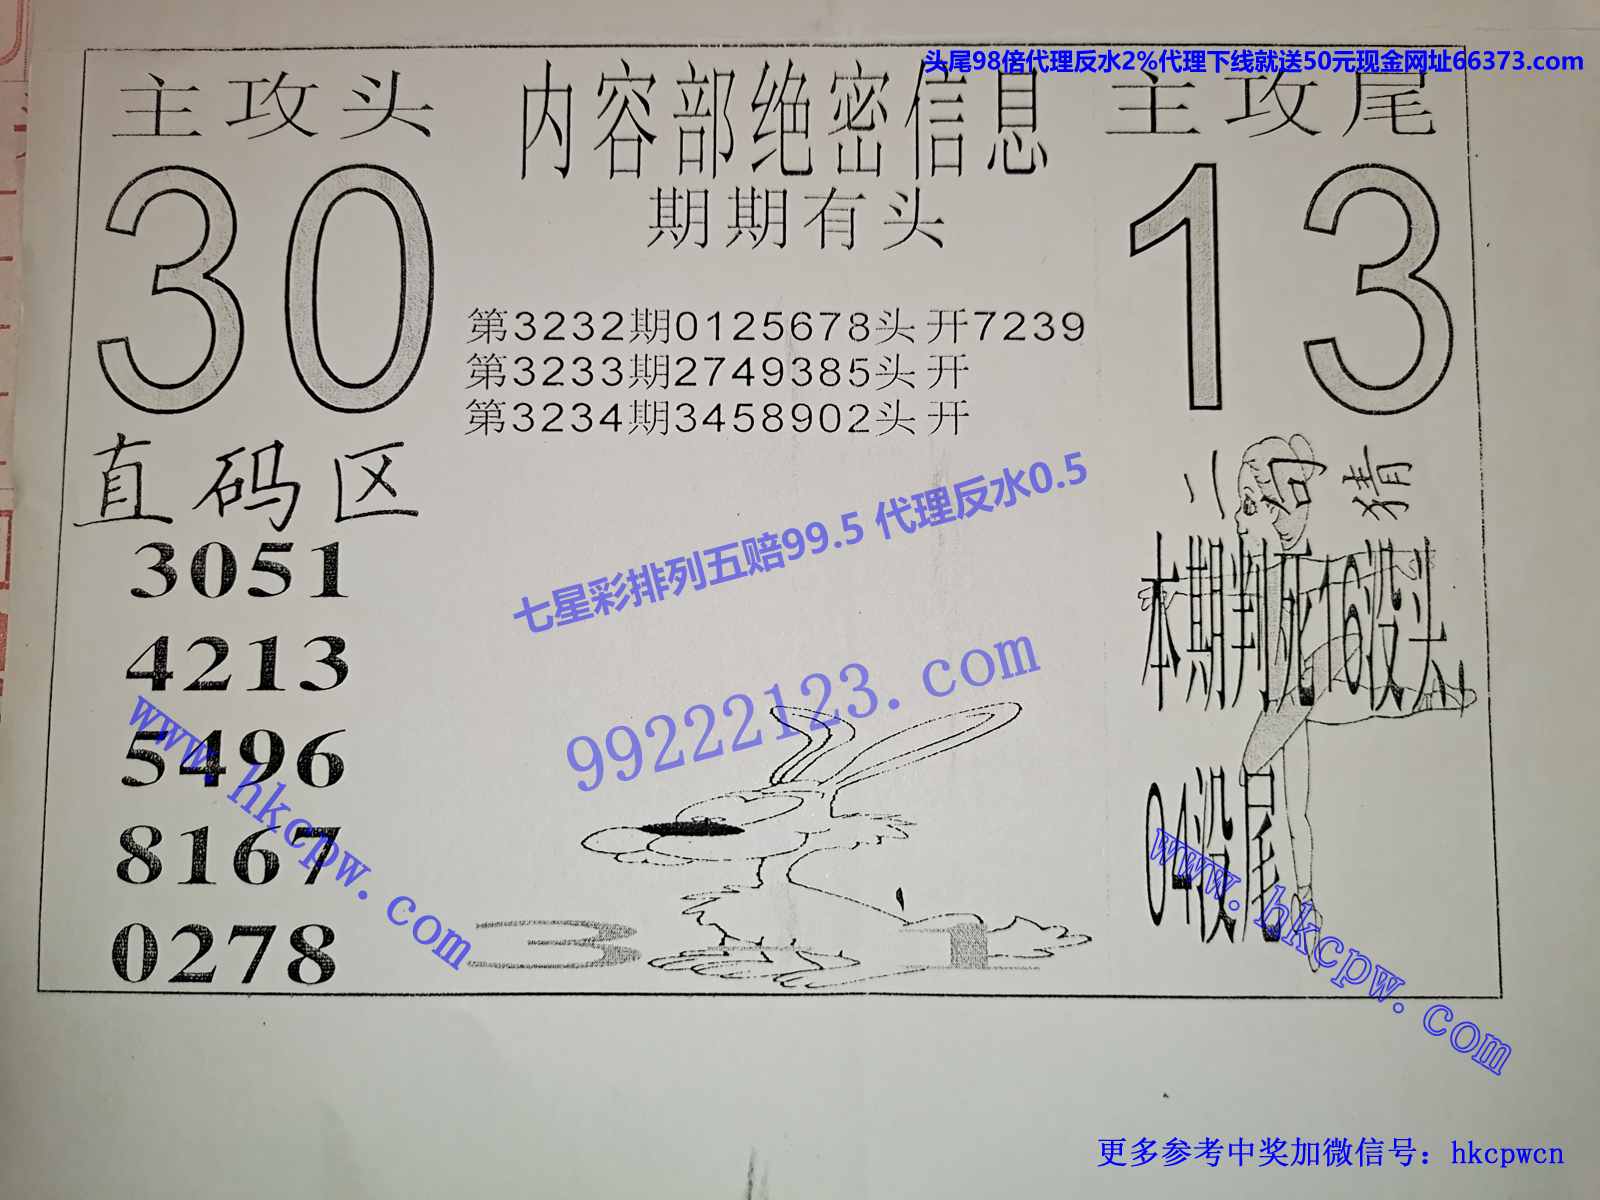 头尾98倍代理反水2%代理下线就送50元现金网址66373.com
主攻头
内容部绝密信息
主攻尾
30
期期有头
13
第3232期0125678头开7239
第3233期2749385头开
第3234期3458902头开
直码区
3051
4213
5496
8167
0278
二句猜
本期判死16没头
04没尾
七星彩排列五赔99.5 代理反水0.5
99222123.com
www.hkcpw.com
www.hkcpw.com
3 1
更多参考中奖加微信号：hkcpwcn